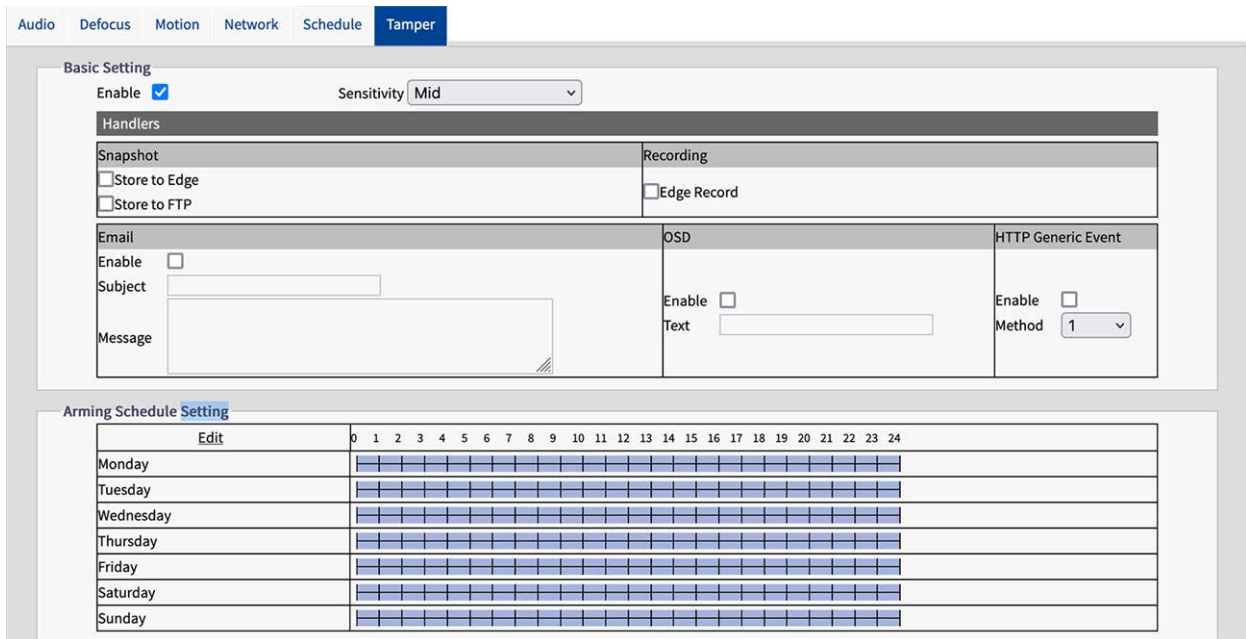 Audio Defocus Motion Network Schedule Tamper
Basic Setting
Enable Sensitivity Mid
Handlers
Snapshot Recording
Store to Edge
Store to FTP
Edge Record
Email OSD HTTP Generic Event
Enable
Subject
Message
Enable
Text
Enable
Method 1
Arming Schedule Setting
Edit 0 1 2 3 4 5 6 7 8 9 10 11 12 13 14 15 16 17 18 19 20 21 22 23 24
Monday
Tuesday
Wednesday
Thursday
Friday
Saturday
Sunday